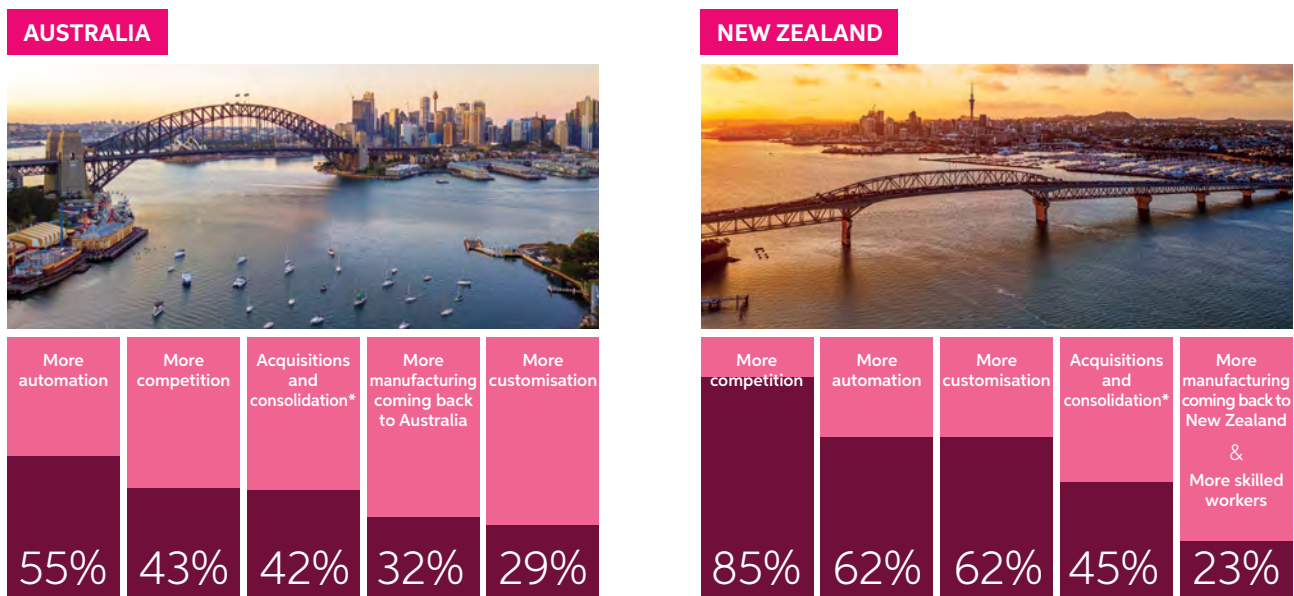 AUSTRALIA
More
automation
55%
More
competition
43%
Acquisitions
and
consolidation*
42%
More
manufacturing
coming back
to Australia
32%
More
customisation
29%
NEW ZEALAND
More
competition
85%
More
automation
62%
More
customisation
62%
Acquisitions
and
consolidation*
45%
More
manufacturing
coming back to
New Zealand
&
More skilled
workers
23%